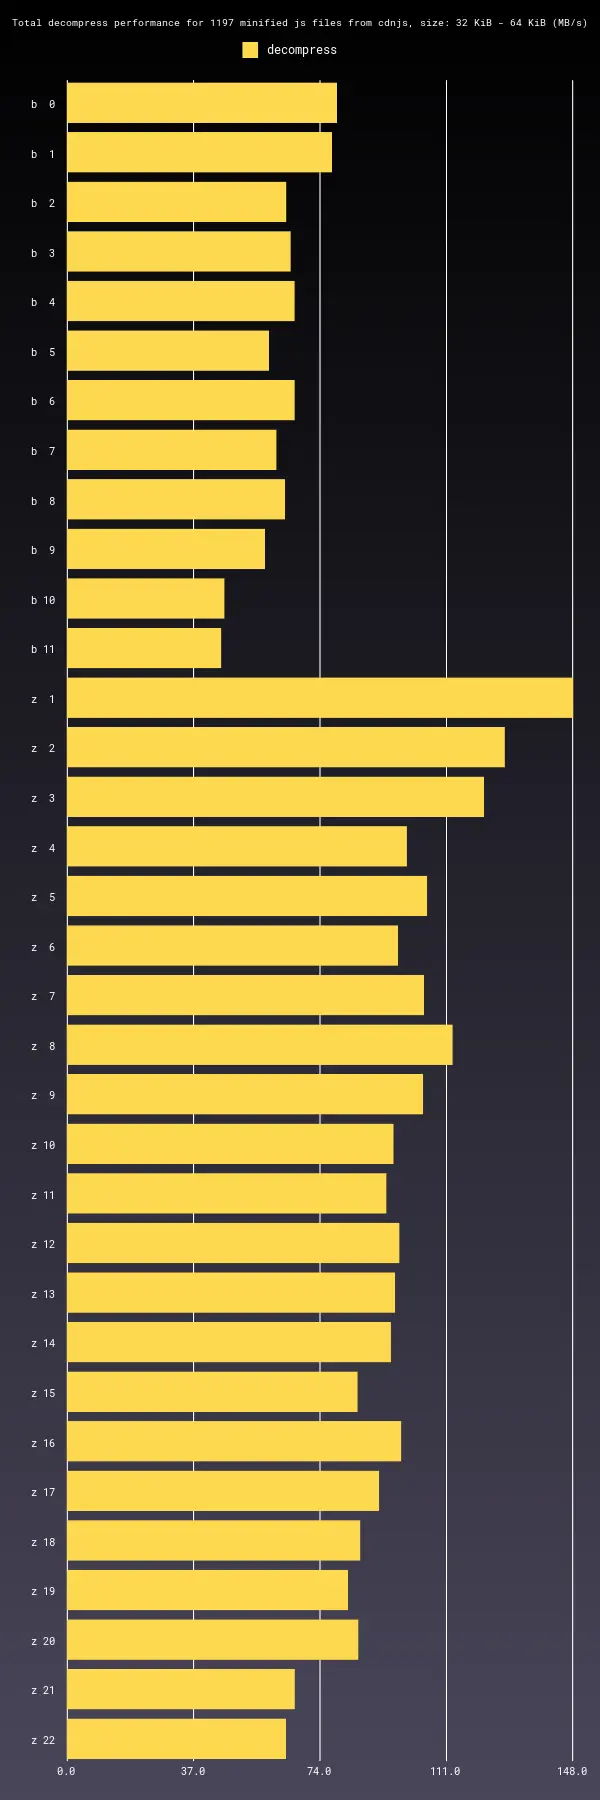 Total decompress performance for 1197 minified js files from cdnjs, size: 32 KiB - 64 KiB (MB/s)
decompress
b  0
b  1
b  2
b  3
b  4
b  5
b  6
b  7
b  8
b  9
b 10
b 11
z  1
z  2
z  3
z  4
z  5
z  6
z  7
z  8
z  9
z 10
z 11
z 12
z 13
z 14
z 15
z 16
z 17
z 18
z 19
z 20
z 21
z 22
0.0 37.0 74.0 111.0 148.0